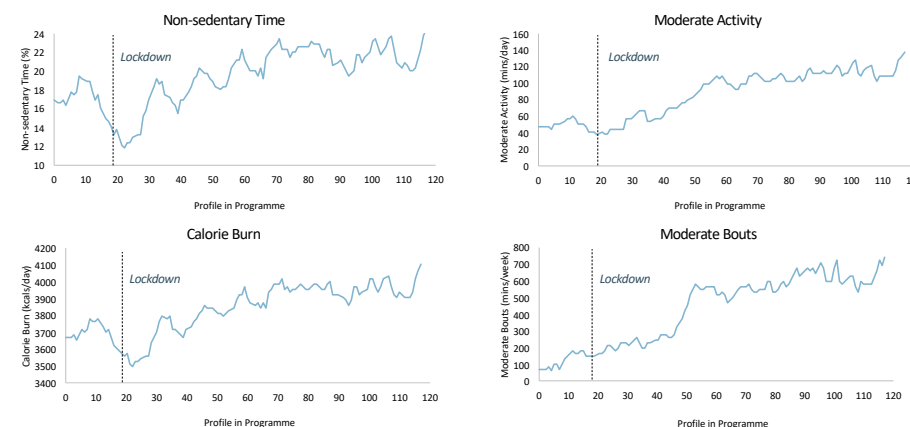 Non-sedentary Time
Non-sedentary Time (%)
24
22
20
18
16
14
12
10
Lockdown
0 10 20 30 40 50 60 70 80 90 100 110 120
Profile in Programme
Moderate Activity
Moderate Activity (mins/day)
160
140
120
100
80
60
40
20
0
Lockdown
0 10 20 30 40 50 60 70 80 90 100 110 1
Profile in Programme
Calorie Burn
Calorie Burn (kcals/day)
4200
4100
4000
3900
3800
3700
3600
3500
3400
Lockdown
0 10 20 30 40 50 60 70 80 90 100 110 120
Profile in Programme
Moderate Bouts
Moderate Bouts (mins/week)
800
700
600
500
400
300
200
100
0
Lockdown
0 10 20 30 40 50 60 70 80 90 100 110 120
Profile in Programme